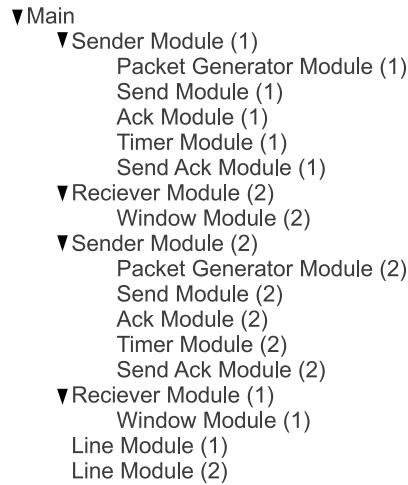 Main
Sender Module (1)
Packet Generator Module (1)
Send Module (1)
Ack Module (1)
Timer Module (1)
Send Ack Module (1)
Reciever Module (2)
Window Module (2)
Sender Module (2)
Packet Generator Module (2)
Send Module (2)
Ack Module (2)
Timer Module (2)
Send Ack Module (2)
Reciever Module (1)
Window Module (1)
Line Module (1)
Line Module (2)